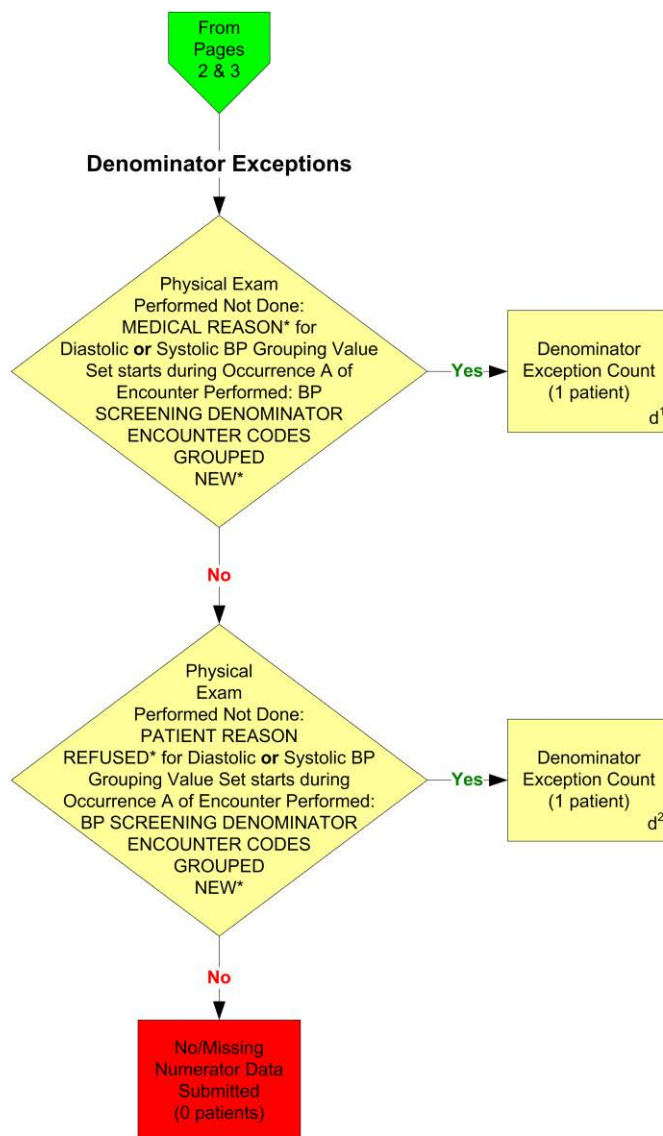 From
Pages
2 & 3
Denominator Exceptions
Physical Exam
Performed Not Done:
MEDICAL REASON* for
Diastolic or Systolic BP Grouping Value
Set starts during Occurrence A of
Encounter Performed: BP
SCREENING DENOMINATOR
ENCOUNTER CODES
GROUPED
NEW*
Yes
Denominator
Exception Count
(1 patient)
d¹
No
Physical
Exam
Performed Not Done:
PATIENT REASON
REFUSED* for Diastolic or Systolic BP
Grouping Value Set starts during
Occurrence A of Encounter Performed:
BP SCREENING DENOMINATOR
ENCOUNTER CODES
GROUPED
NEW*
Yes
Denominator
Exception Count
(1 patient)
d²
No
No/Missing
Numerator Data
Submitted
(0 patients)